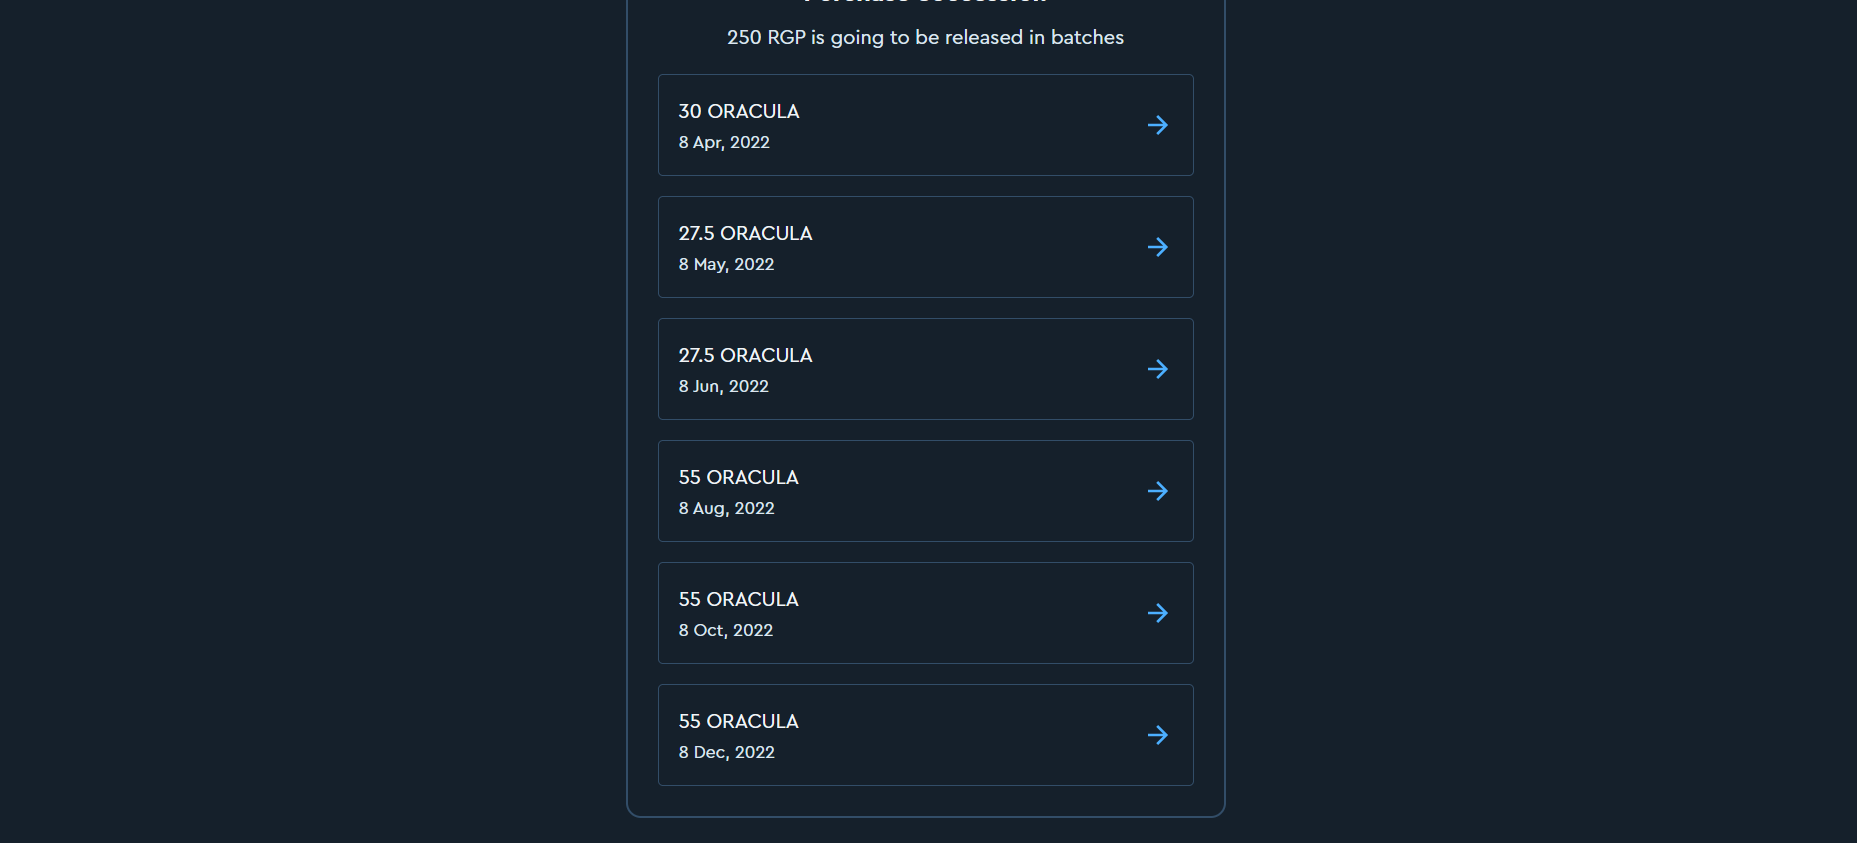 250 RGP is going to be released in batches
30 ORACULA
8 Apr, 2022
27.5 ORACULA
8 May, 2022
27.5 ORACULA
8 Jun, 2022
55 ORACULA
8 Aug, 2022
55 ORACULA
8 Oct, 2022
55 ORACULA
8 Dec, 2022